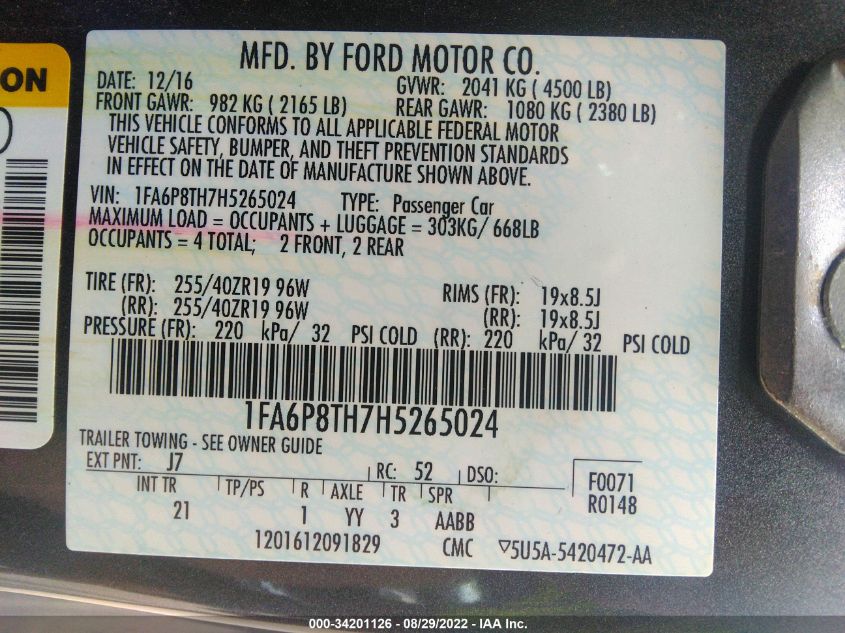 ON
MFD. BY FORD MOTOR CO.
DATE: 12/16 GVWR: 2041 KG ( 4500 LB)
FRONT GAWR: 982 KG ( 2165 LB) REAR GAWR: 1080 KG ( 2380 LB)
THIS VEHICLE CONFORMS TO ALL APPLICABLE FEDERAL MOTOR
VEHICLE SAFETY, BUMPER, AND THEFT PREVENTION STANDARDS
IN EFFECT ON THE DATE OF MANUFACTURE SHOWN ABOVE.
VIN: 1FA6P8TH7H5265024 TYPE: Passenger Car
MAXIMUM LOAD = OCCUPANTS + LUGGAGE = 303KG/ 668LB
OCCUPANTS = 4 TOTAL; 2 FRONT, 2 REAR
TIRE (FR): 255/40ZR19 96W RIMS (FR): 19x8.5J
(RR): 255/40ZR19 96W (RR): 19x8.5J
PRESSURE (FR): 220 kPa/ 32 PSI COLD (RR): 220 kPa/ 32 PSI COLD
1FA6P8TH7H5265024
TRAILER TOWING - SEE OWNER GUIDE
EXT PNT: J7 RC: 52 DSO: F0071
INT TR TP/PS R AXLE TR SPR R0148
21 1 YY 3 AABB
1201612091829 CMC ▽5U5A-5420472-AA
000-34201126 - 08/29/2022 - IAA Inc.